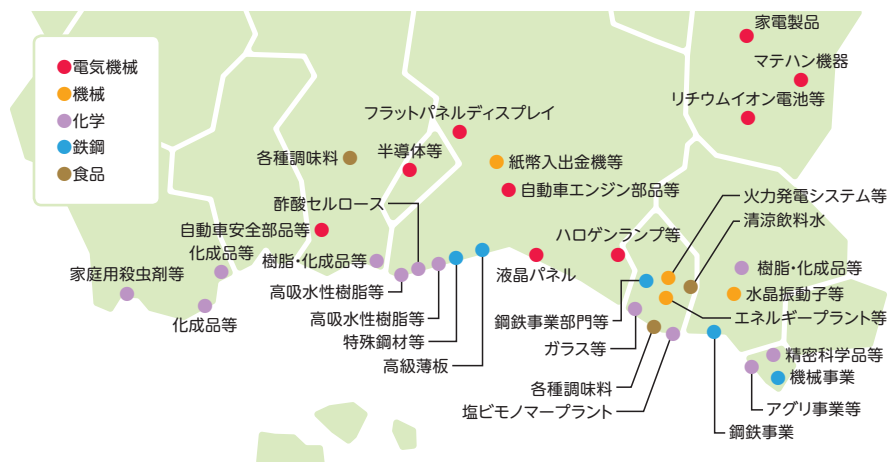 電気機械
機械
化学
鉄鋼
食品
家電製品
マテハン機器
リチウムイオン電池等
フラットパネルディスプレイ
半導体等
各種調味料
紙幣入出金機等
自動車エンジン部品等
酢酸セルロース
火力発電システム等
清涼飲料水
自動車安全部品等
ハロゲンランプ等
化成品等
樹脂・化成品等
液晶パネル
樹脂・化成品等
家庭用殺虫剤等
高吸水性樹脂等
水晶振動子等
化成品等
高吸水性樹脂等
鋼鉄事業部門等
エネルギープラント等
特殊鋼材等
ガラス等
高級薄板
精密科学品等
機械事業
各種調味料
塩ビモノマープラント
アグリ事業等
鋼鉄事業